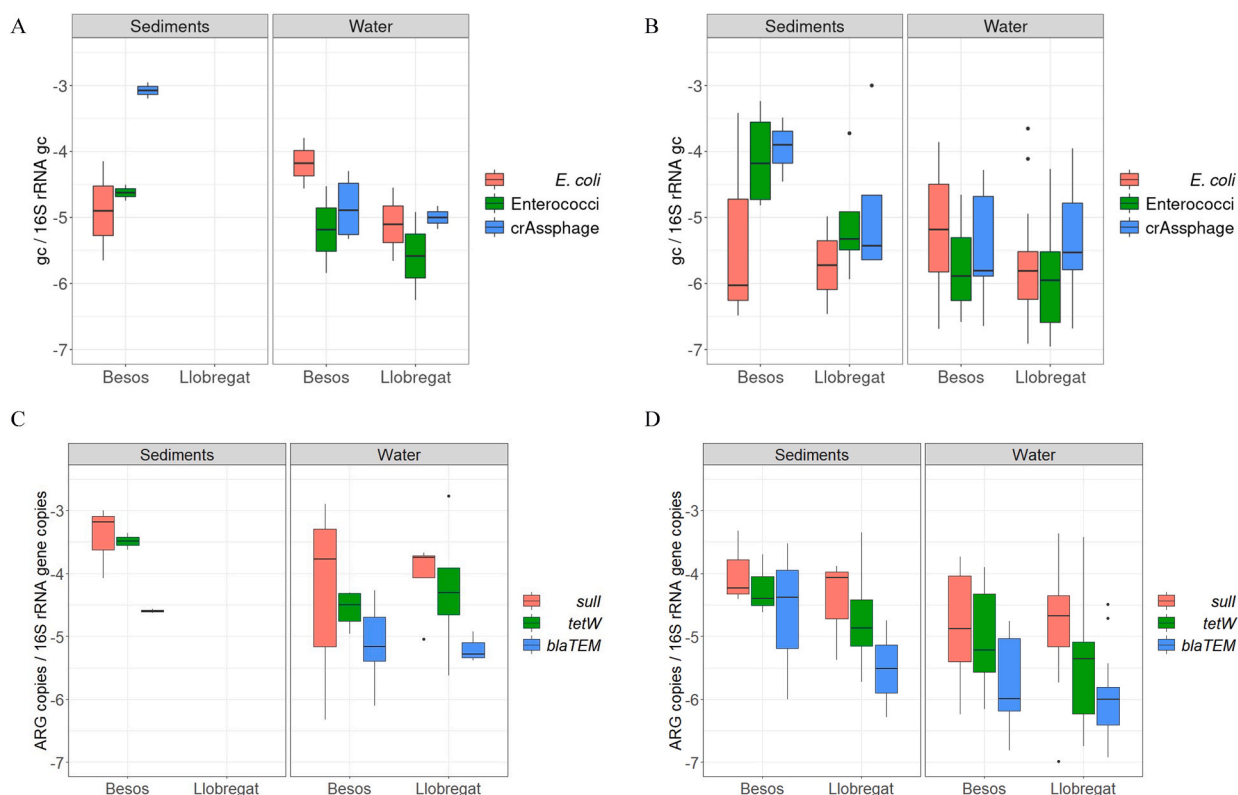 A
Sediments
Water
gc / 16S rRNA gc
-3
-4
-5
-6
-7
Besos
Llobregat
Besos
Llobregat
E. coli
Enterococci
crAssphage
B
Sediments
Water
gc / 16S rRNA gc
-3
-4
-5
-6
-7
Besos
Llobregat
Besos
Llobregat
E. coli
Enterococci
crAssphage
C
Sediments
Water
ARG copies / 16S rRNA gene copies
-3
-4
-5
-6
-7
Besos
Llobregat
Besos
Llobregat
sulI
tetW
blaTEM
D
Sediments
Water
ARG copies / 16S rRNA gene copies
-3
-4
-5
-6
-7
Besos
Llobregat
Besos
Llobregat
sulI
tetW
blaTEM